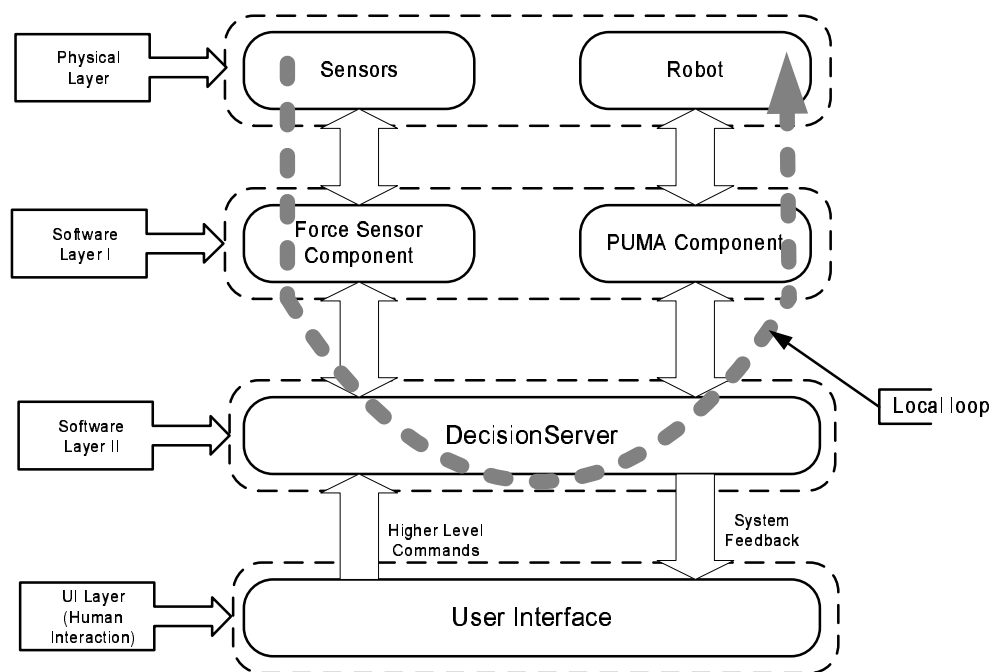 Physical
Layer
Sensors
Robot
Software
Layer I
Force Sensor
Component
PUMA Component
Local loop
Software
Layer II
DecisionServer
Higher Level
Commands
System
Feedback
UI Layer
(Human
Interaction)
User Interface